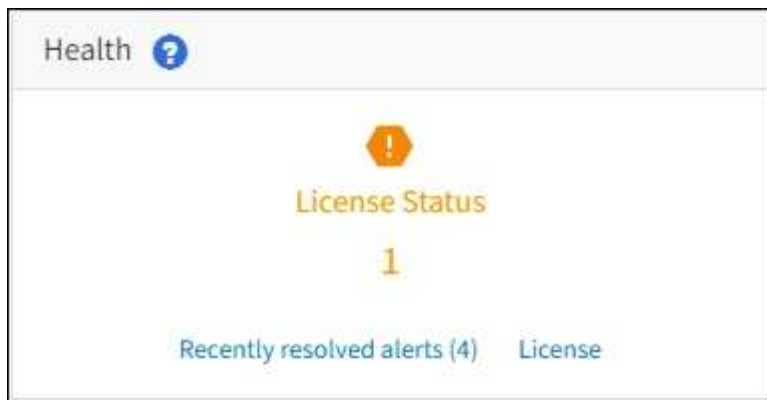 Health ?
!
License Status
1
Recently resolved alerts (4) License